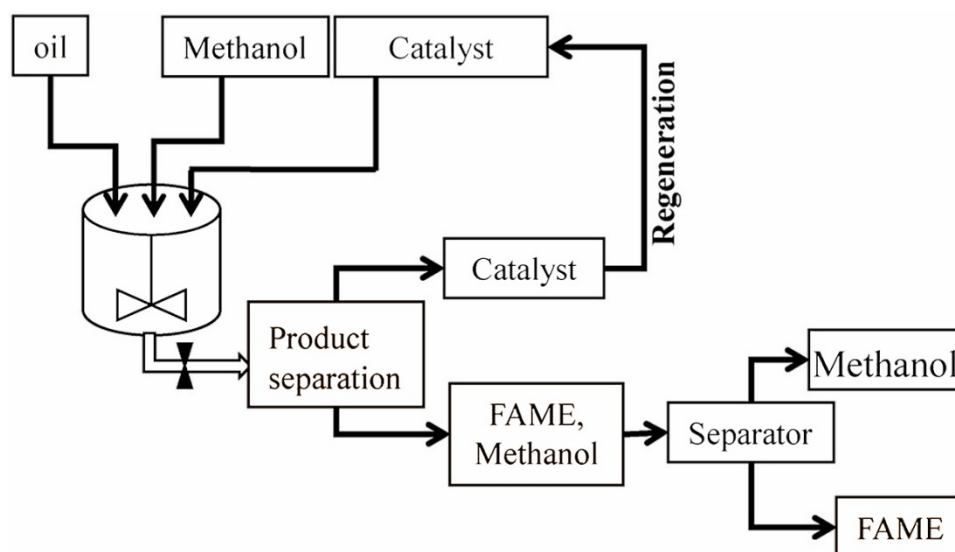 oil
Methanol
Catalyst
Regeneration
Catalyst
Product
separation
FAME,
Methanol
Separator
Methanol
FAME